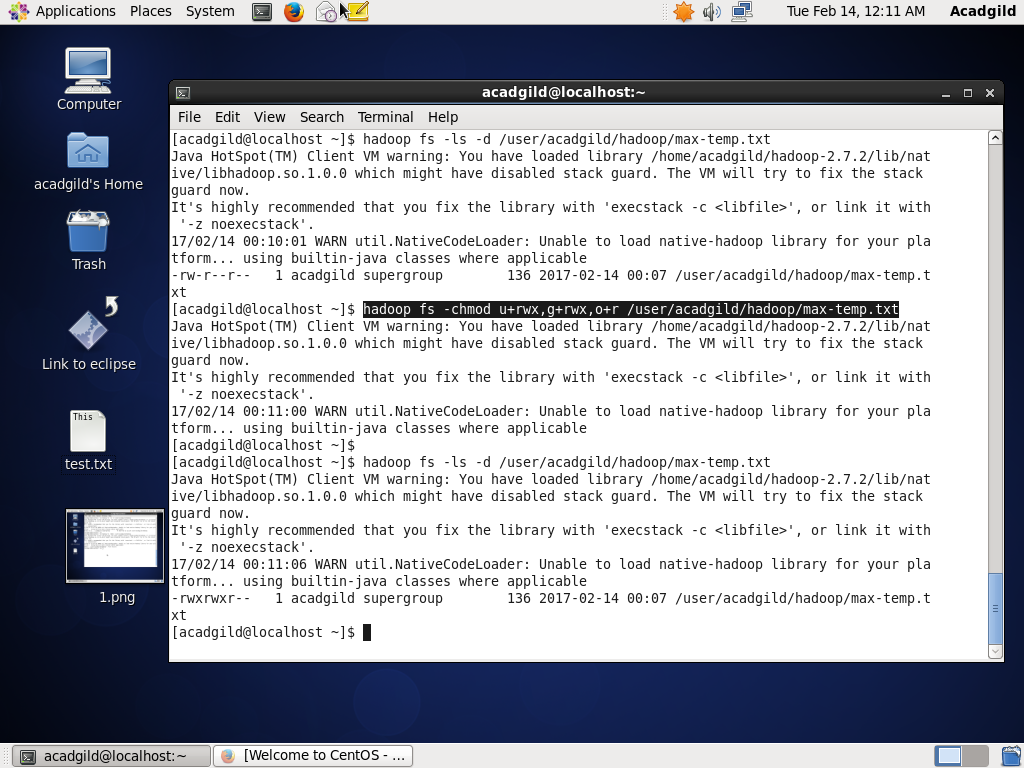 Applications Places System Tue Feb 14, 12:11 AM Acadgild
Computer
acadgild's Home
Trash
Link to eclipse
This
test.txt
1.png
acadgild@localhost:~
File Edit View Search Terminal Help
[acadgild@localhost ~]$ hadoop fs -ls -d /user/acadgild/hadoop/max-temp.txt
Java HotSpot(TM) Client VM warning: You have loaded library /home/acadgild/hadoop-2.7.2/lib/nat
ive/libhadoop.so.1.0.0 which might have disabled stack guard. The VM will try to fix the stack
guard now.
It's highly recommended that you fix the library with 'execstack -c <libfile>', or link it with
 '-z noexecstack'.
17/02/14 00:10:01 WARN util.NativeCodeLoader: Unable to load native-hadoop library for your pla
tform... using builtin-java classes where applicable
-rw-r--r--   1 acadgild supergroup        136 2017-02-14 00:07 /user/acadgild/hadoop/max-temp.t
xt
[acadgild@localhost ~]$ hadoop fs -chmod u+rwx,g+rwx,o+r /user/acadgild/hadoop/max-temp.txt
Java HotSpot(TM) Client VM warning: You have loaded library /home/acadgild/hadoop-2.7.2/lib/nat
ive/libhadoop.so.1.0.0 which might have disabled stack guard. The VM will try to fix the stack
guard now.
It's highly recommended that you fix the library with 'execstack -c <libfile>', or link it with
 '-z noexecstack'.
17/02/14 00:11:00 WARN util.NativeCodeLoader: Unable to load native-hadoop library for your pla
tform... using builtin-java classes where applicable
[acadgild@localhost ~]$
[acadgild@localhost ~]$ hadoop fs -ls -d /user/acadgild/hadoop/max-temp.txt
Java HotSpot(TM) Client VM warning: You have loaded library /home/acadgild/hadoop-2.7.2/lib/nat
ive/libhadoop.so.1.0.0 which might have disabled stack guard. The VM will try to fix the stack
guard now.
It's highly recommended that you fix the library with 'execstack -c <libfile>', or link it with
 '-z noexecstack'.
17/02/14 00:11:06 WARN util.NativeCodeLoader: Unable to load native-hadoop library for your pla
tform... using builtin-java classes where applicable
-rwxrwxr--   1 acadgild supergroup        136 2017-02-14 00:07 /user/acadgild/hadoop/max-temp.t
xt
[acadgild@localhost ~]$
acadgild@localhost:~ [Welcome to CentOS - ...